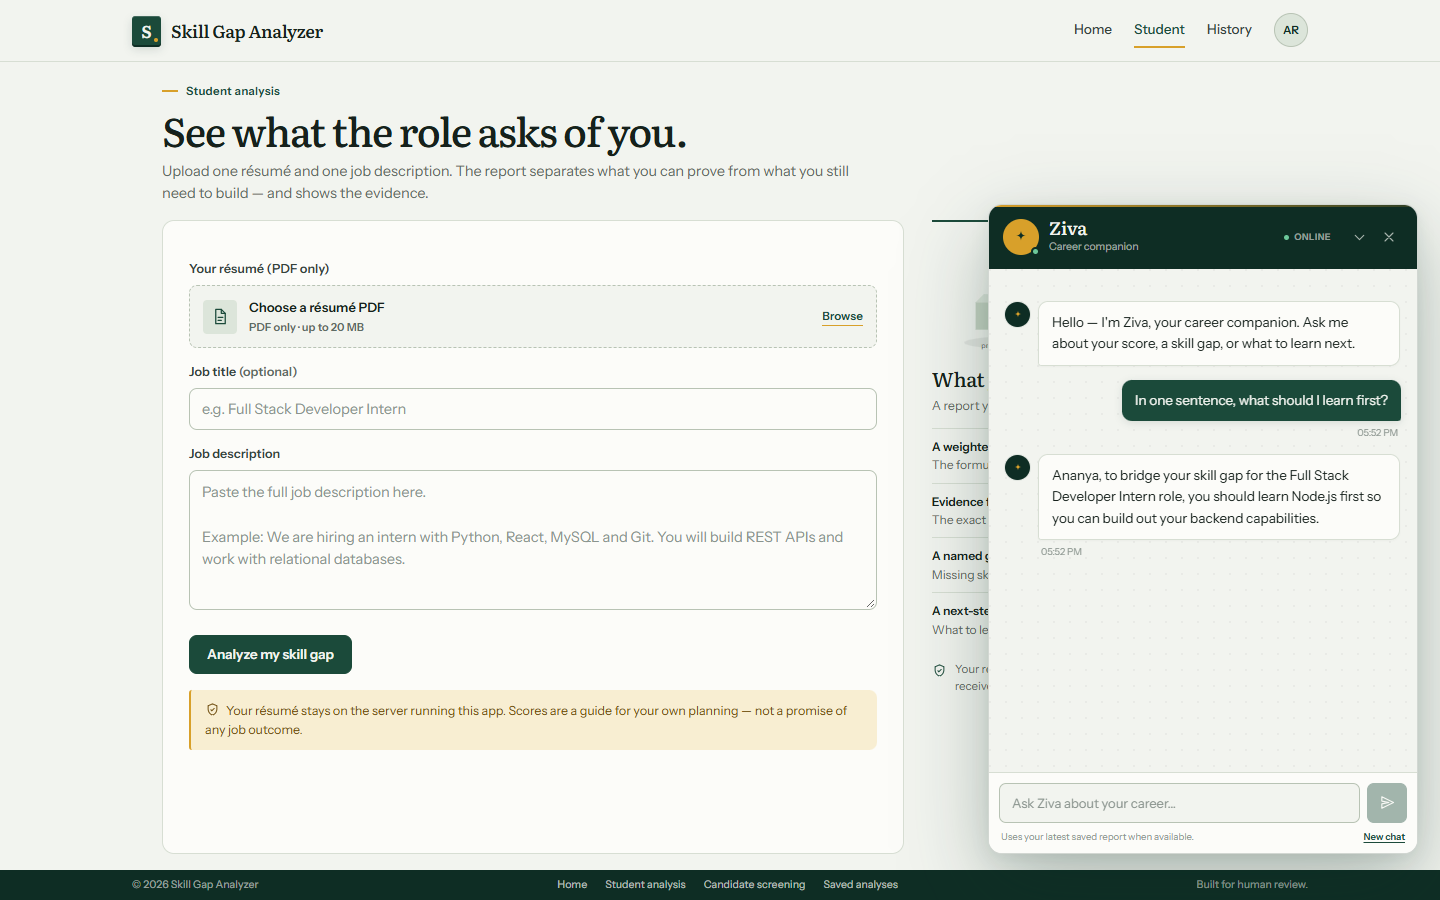 S.
Skill Gap Analyzer
Home
Student
History
AR
Student analysis
See what the role asks of you.
Upload one résumé and one job description. The report separates what you can prove from what you still
need to build — and shows the evidence.
Your résumé (PDF only)
Choose a résumé PDF
PDF only · up to 20 MB
Browse
Job title (optional)
e.g. Full Stack Developer Intern
Job description
Paste the full job description here.
Example: We are hiring an intern with Python, React, MySQL and Git. You will build REST APIs and
work with relational databases.
Analyze my skill gap
Your résumé stays on the server running this app. Scores are a guide for your own planning — not a promise of
any job outcome.
What
A report
A
The
Evidence
The exact
A named
Missing
A
What to
Your
Ziva
Career companion
ONLINE
Hello — I'm Ziva, your career companion. Ask me
about your score, a skill gap, or what to learn next.
In one sentence, what should I learn first?
05:52 PM
Ananya, to bridge your skill gap for the Full Stack
Developer Intern role, you should learn Node.js first so
you can build out your backend capabilities.
05:52 PM
Ask Ziva about your career...
Uses your latest saved report when available.
New chat
© 2026 Skill Gap Analyzer
Home
Student analysis
Candidate screening
Saved analyses
Built for human review.